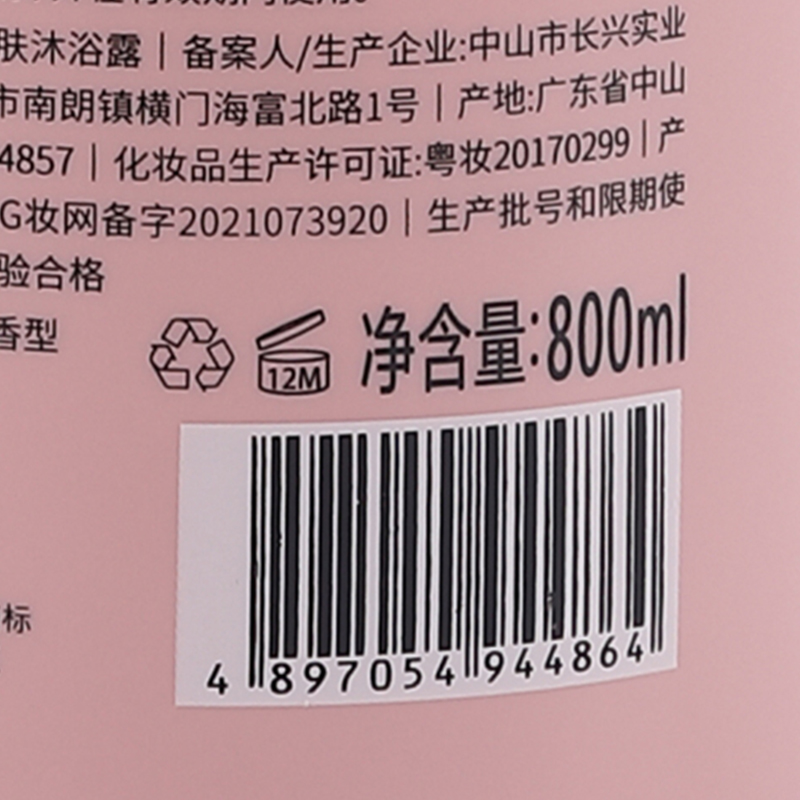 肤沐浴露 | 备案人/生产企业:中山市长兴实业
市南朗镇横门海富北路1号 | 产地:广东省中山
4857 | 化妆品生产许可证:粤妆20170299 | 产
G妆网备字2021073920 | 生产批号和限期使
验合格
香型
12M 净含量:800ml
4 897054 944864
标